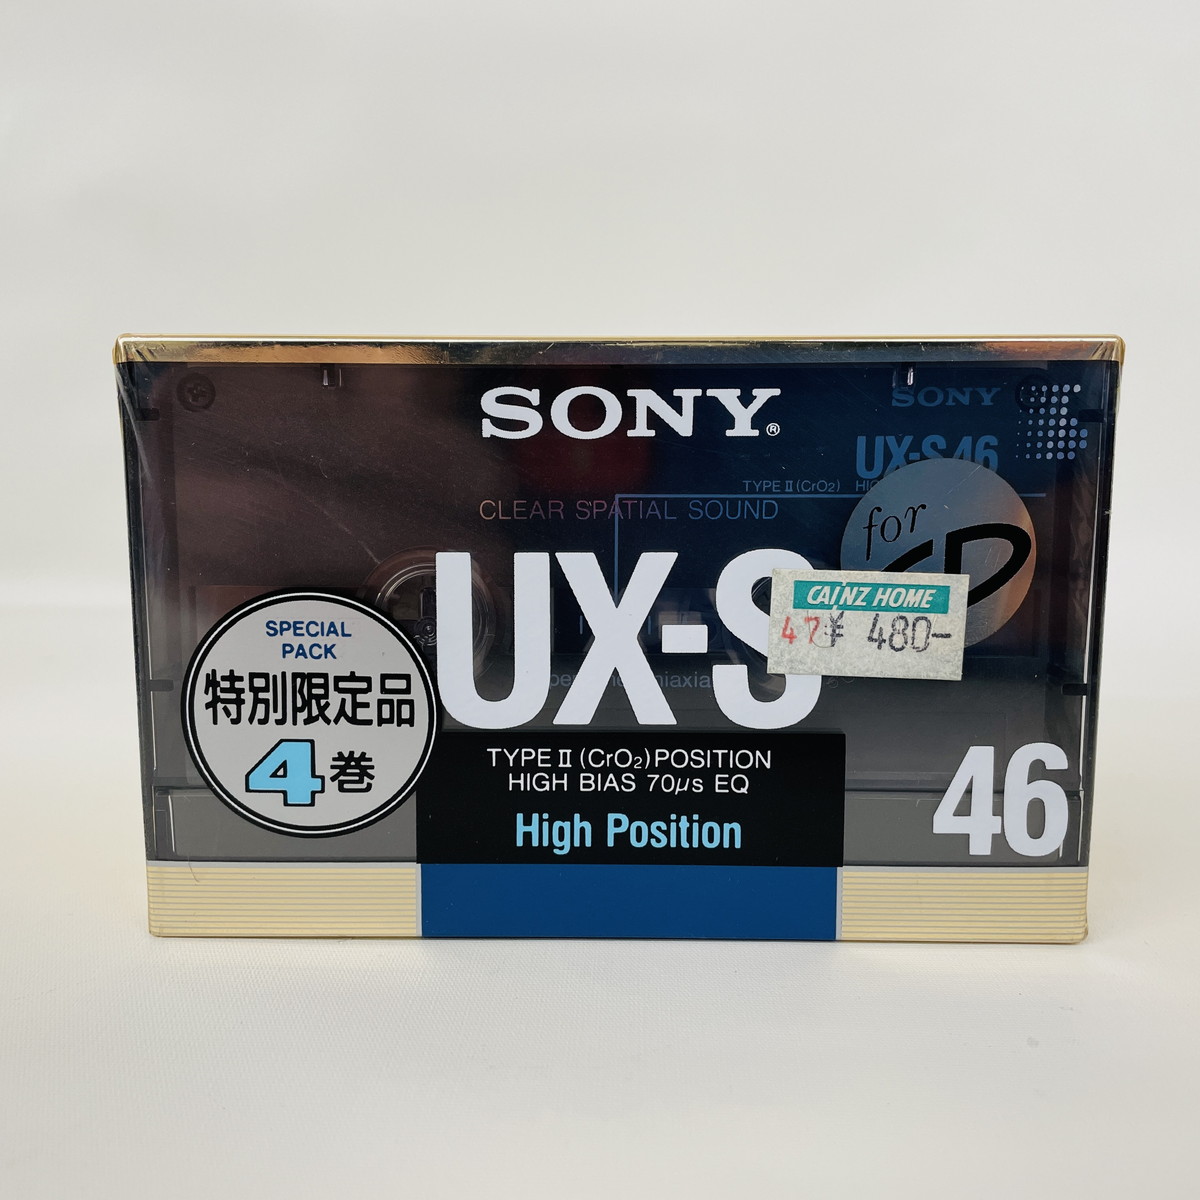 SONY®
SONY
UX-S46
TYPE II (CrO₂)
CLEAR SPATIAL SOUND
for
UX-S
CAINZ HOME
47 ¥ 480-
SPECIAL
PACK
特別限定品
4巻
TYPE II (CrO₂) POSITION
HIGH BIAS 70μs EQ
High Position
46